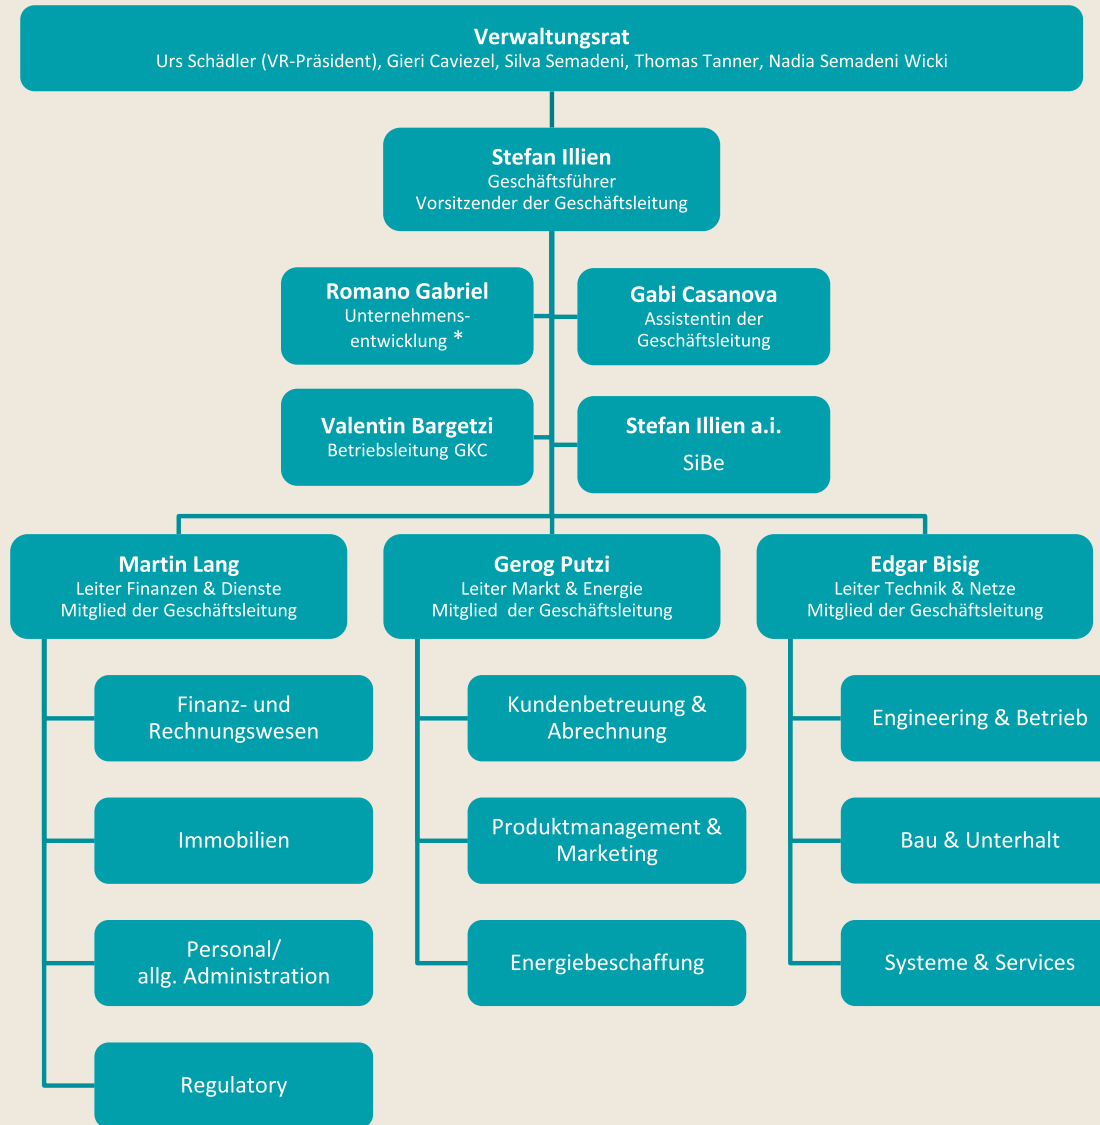 Verwaltungsrat
Urs Schädler (VR-Präsident), Gieri Caviezel, Silva Semadeni, Thomas Tanner, Nadia Semadeni Wicki
Stefan Illien
Geschäftsführer
Vorsitzender der Geschäftsleitung
Romano Gabriel
Unternehmens-
entwicklung *
Gabi Casanova
Assistentin der
Geschäftsleitung
Valentin Bargetzi
Betriebsleitung GKC
Stefan Illien a.i.
SiBe
Martin Lang
Leiter Finanzen & Dienste
Mitglied der Geschäftsleitung
Gerog Putzi
Leiter Markt & Energie
Mitglied  der Geschäftsleitung
Edgar Bisig
Leiter Technik & Netze
Mitglied der Geschäftsleitung
Finanz- und
Rechnungswesen
Immobilien
Personal/
allg. Administration
Regulatory
Kundenbetreuung &
Abrechnung
Produktmanagement &
Marketing
Energiebeschaffung
Engineering & Betrieb
Bau & Unterhalt
Systeme & Services